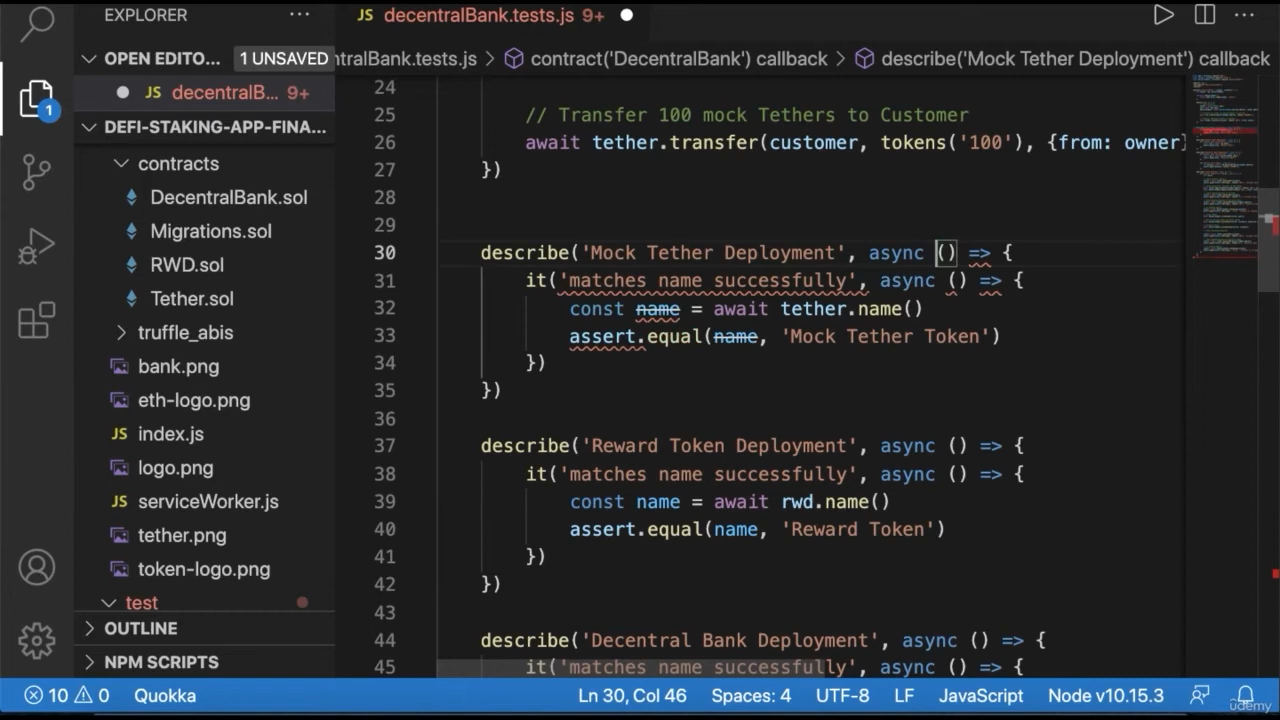 EXPLORER ...
JS decentralBank.tests.js 9+
OPEN EDITO... 1 UNSAVED
ntralBank.tests.js > contract('DecentralBank') callback > describe('Mock Tether Deployment') callback
JS decentralB... 9+
DEFI-STAKING-APP-FINA...
contracts
DecentralBank.sol
Migrations.sol
RWD.sol
Tether.sol
truffle_abis
bank.png
eth-logo.png
JS index.js
logo.png
JS serviceWorker.js
tether.png
token-logo.png
test
OUTLINE
NPM SCRIPTS
24
25 // Transfer 100 mock Tethers to Customer
26 await tether.transfer(customer, tokens('100'), {from: owner}
27 })
28
29
30 describe('Mock Tether Deployment', async () => {
31 it('matches name successfully', async () => {
32 const name = await tether.name()
33 assert.equal(name, 'Mock Tether Token')
34 })
35 })
36
37 describe('Reward Token Deployment', async () => {
38 it('matches name successfully', async () => {
39 const name = await rwd.name()
40 assert.equal(name, 'Reward Token')
41 })
42 })
43
44 describe('Decentral Bank Deployment', async () => {
45 it('matches name successfully', async () => {
1
10 0 Quokka Ln 30, Col 46 Spaces: 4 UTF-8 LF JavaScript Node v10.15.3
udemy